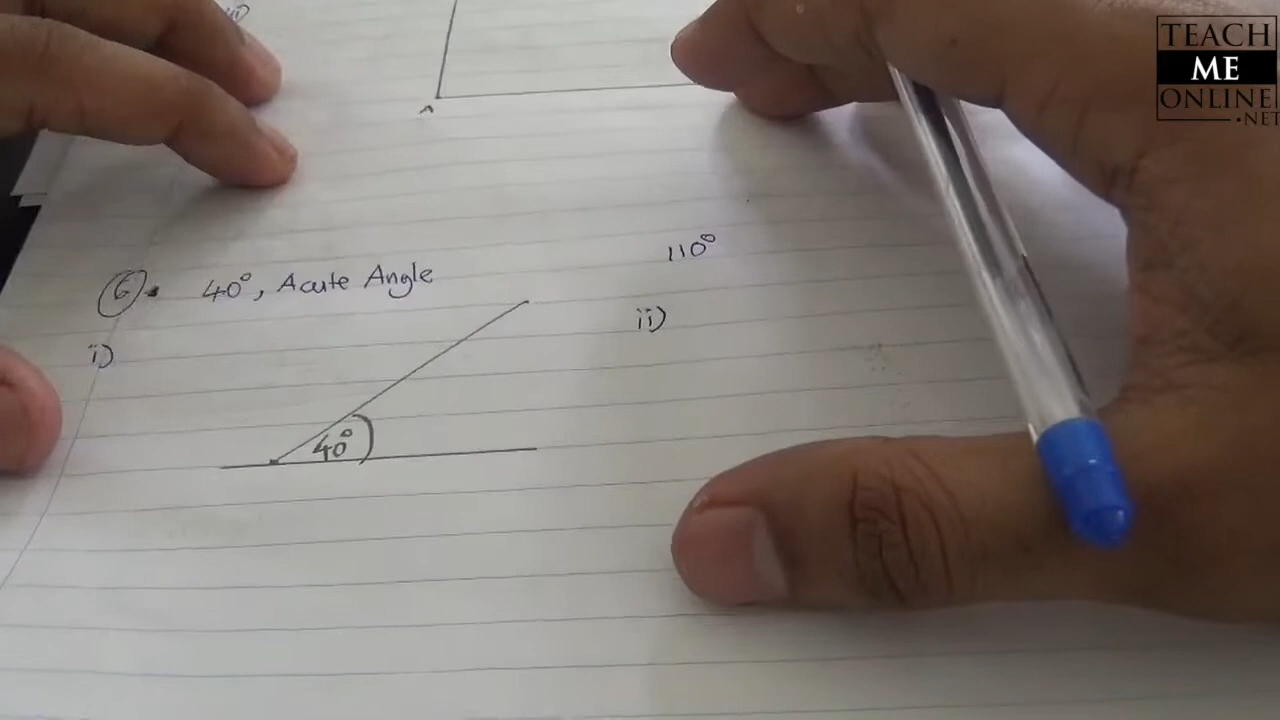 TEACH
ME
ONLINE
.NET
A
110°
6. 40°, Acute Angle
ii)
i)
40°